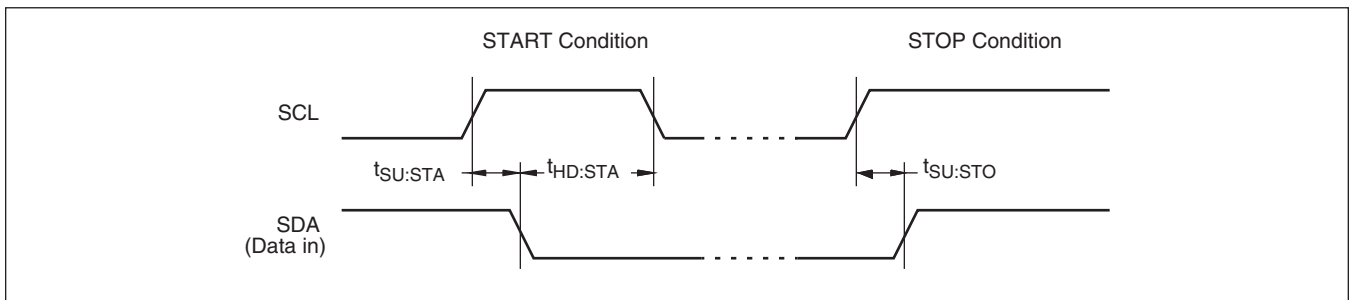 START Condition
STOP Condition
SCL
tSU:STA
tHD:STA
tSU:STO
SDA
(Data in)